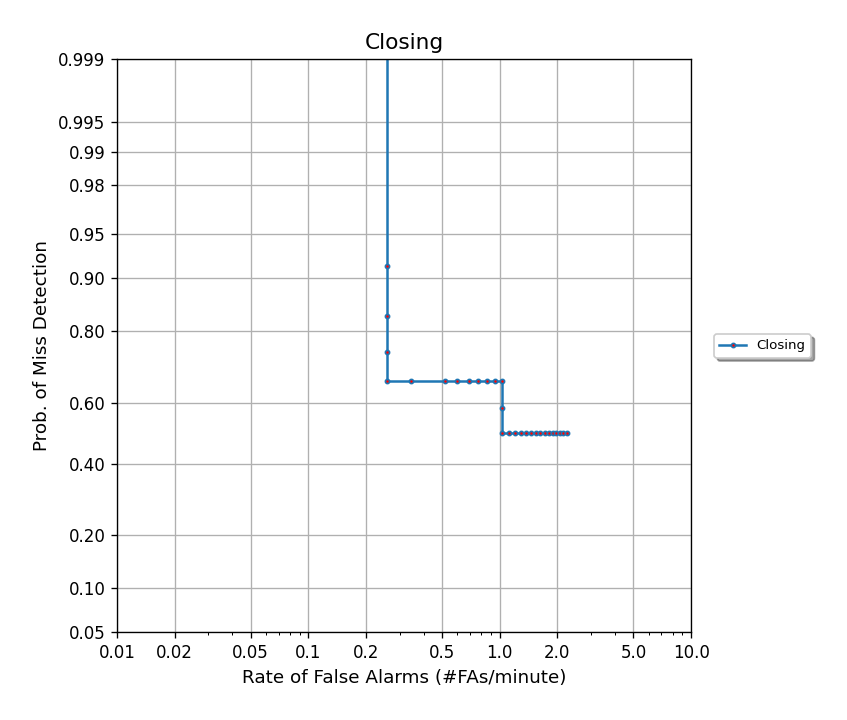 Closing
0.999
0.995
0.99
0.98
0.95
0.90
0.80
0.60
0.40
0.20
0.10
0.05
Prob. of Miss Detection
0.01 0.02 0.05 0.1 0.2 0.5 1.0 2.0 5.0 10.0
Rate of False Alarms (#FAs/minute)
Closing